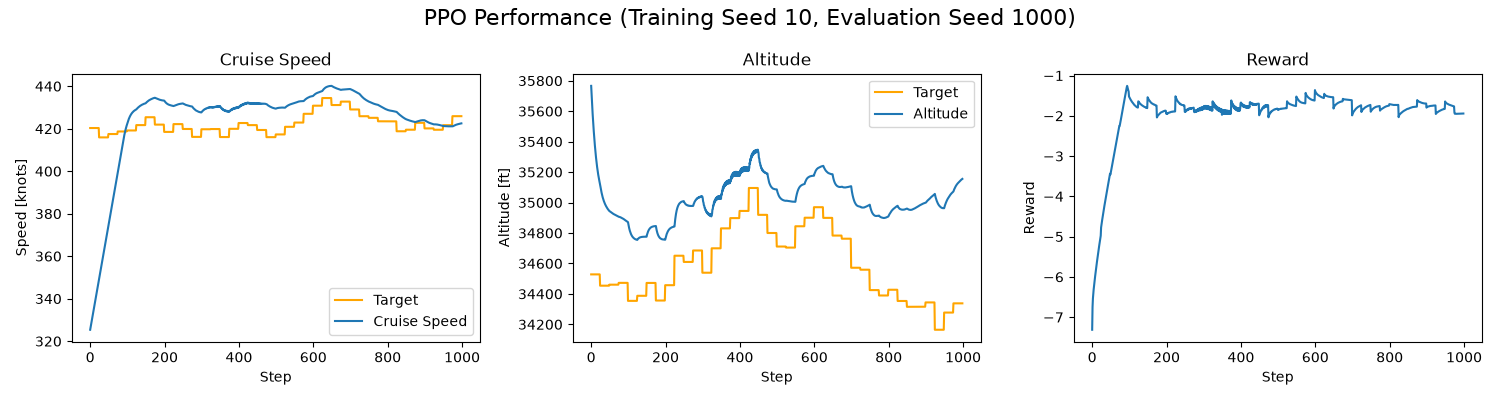 PPO Performance (Training Seed 10, Evaluation Seed 1000)
Cruise Speed
Speed [knots]
440
420
400
380
360
340
320
Target
Cruise Speed
0 200 400 600 800 1000
Step
Altitude
Altitude [ft]
35800
35600
35400
35200
35000
34800
34600
34400
34200
Target
Altitude
0 200 400 600 800 1000
Step
Reward
Reward
−1
−2
−3
−4
−5
−6
−7
0 200 400 600 800 1000
Step